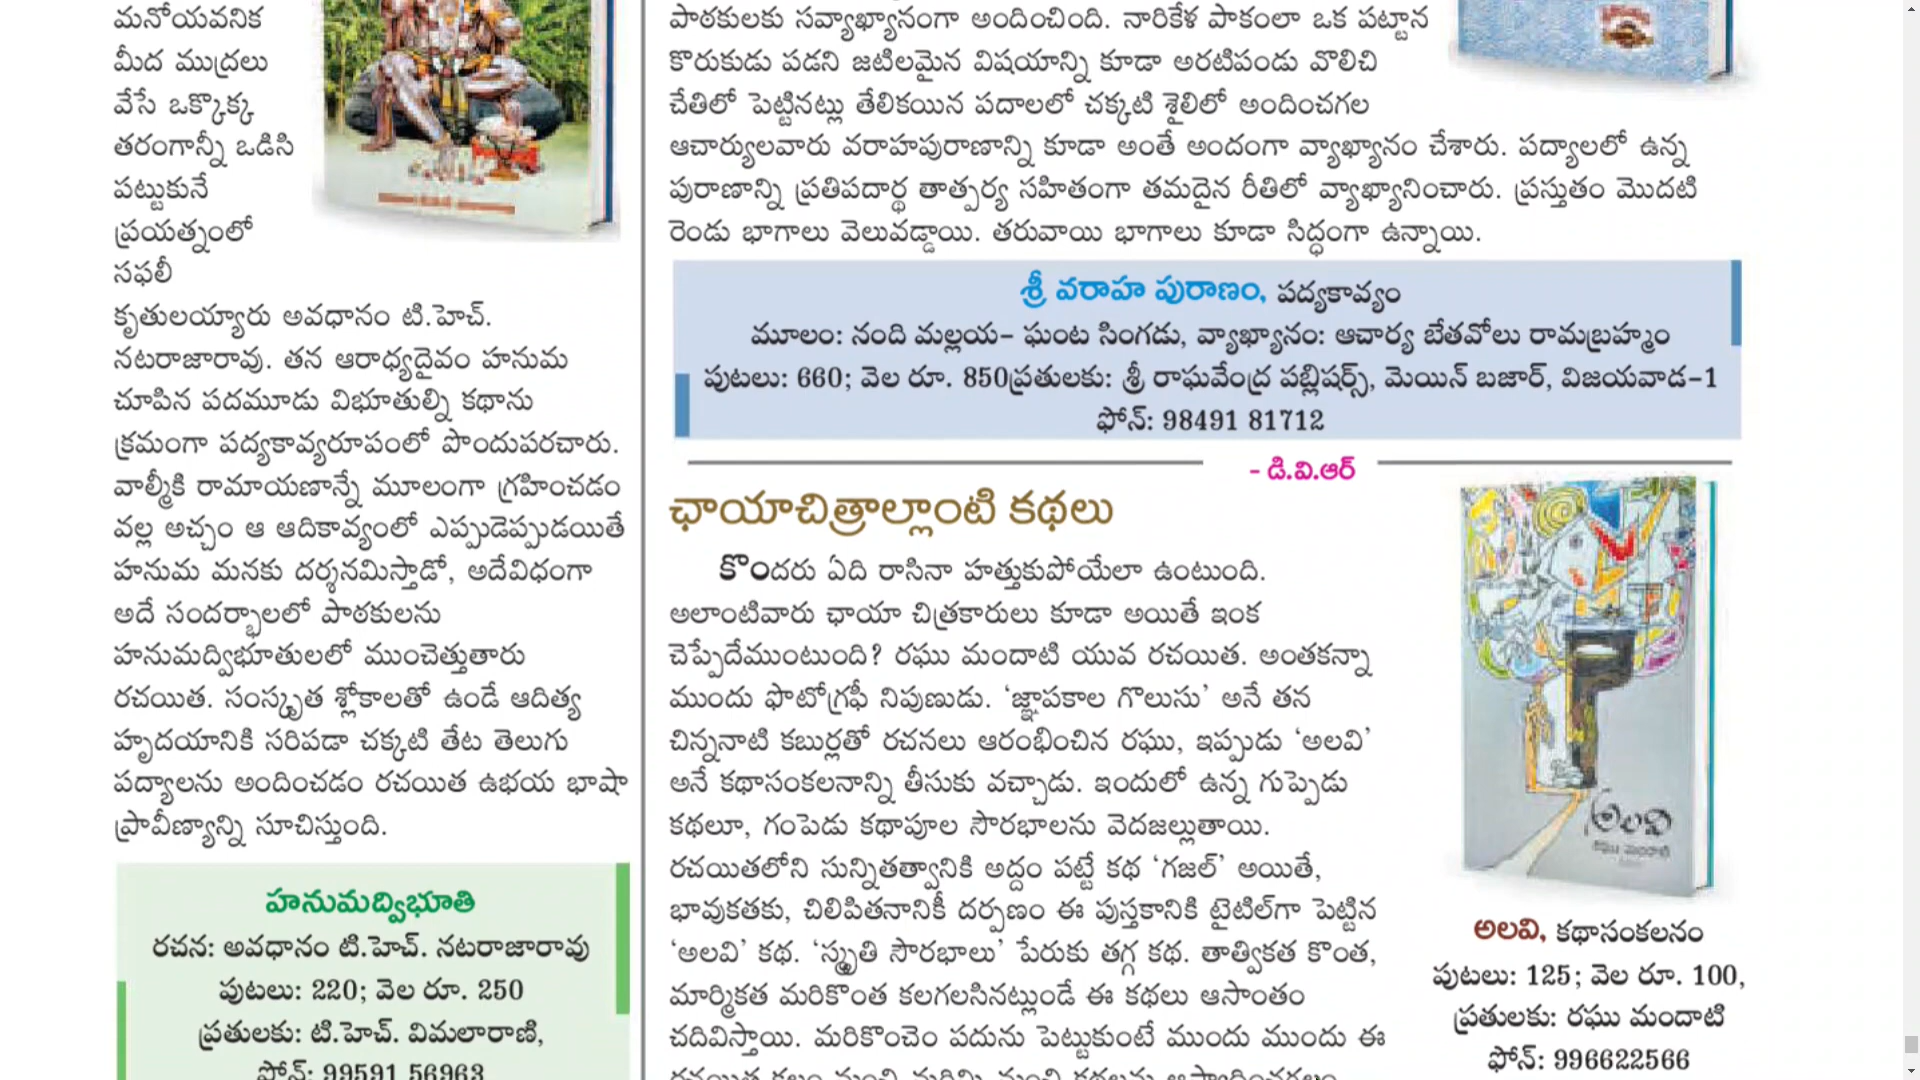 మనోయవనిక
మీద ముద్రలు
వేసే ఒక్కొక్క
తరంగాన్నీ ఒడిసి
పట్టుకునే
ప్రయత్నంలో
సఫలీ
కృతులయ్యారు అవధానం టి.హెచ్.
నటరాజారావు. తన ఆరాధ్యదైవం హనుమ
చూపిన పదమూడు విభూతుల్ని కథాను
క్రమంగా పద్యకావ్యరూపంలో పొందుపరచారు.
వాల్మీకి రామాయణాన్నే మూలంగా గ్రహించడం
వల్ల అచ్చం ఆ ఆదికావ్యంలో ఎప్పుడెప్పుడయితే
హనుమ మనకు దర్శనమిస్తాడో, అదేవిధంగా
అదే సందర్భాలలో పాఠకులను
హనుమద్విభూతులలో ముంచెత్తుతారు
రచయిత. సంస్కృత శ్లోకాలతో ఉండే ఆదిత్య
హృదయానికి సరిపడా చక్కటి తేట తెలుగు
పద్యాలను అందించడం రచయిత ఉభయ భాషా
ప్రావీణ్యాన్ని సూచిస్తుంది.
హనుమద్విభూతి
రచన: అవధానం టి.హెచ్. నటరాజారావు
పుటలు: 220; వెల రూ. 250
ప్రతులకు: టి.హెచ్. విమలారాణి,
ఫోన్: 99591 56963
పాఠకులకు సవ్యాఖ్యానంగా అందించింది. నారికేళ పాకంలా ఒక పట్టాన
కొరుకుడు పడని జటిలమైన విషయాన్ని కూడా అరటిపండు వొలిచి
చేతిలో పెట్టినట్లు తేలికయిన పదాలలో చక్కటి శైలిలో అందించగల
ఆచార్యులవారు వరాహపురాణాన్ని కూడా అంతే అందంగా వ్యాఖ్యానం చేశారు. పద్యాలలో ఉన్న
పురాణాన్ని ప్రతిపదార్థ తాత్పర్య సహితంగా తమదైన రీతిలో వ్యాఖ్యానించారు. ప్రస్తుతం మొదటి
రెండు భాగాలు వెలువడ్డాయి. తరువాయి భాగాలు కూడా సిద్ధంగా ఉన్నాయి.
శ్రీ వరాహ పురాణం, పద్యకావ్యం
మూలం: నంది మల్లయ- ఘంట సింగడు, వ్యాఖ్యానం: ఆచార్య బేతవోలు రామబ్రహ్మం
పుటలు: 660; వెల రూ. 850ప్రతులకు: శ్రీ రాఘవేంద్ర పబ్లిషర్స్, మెయిన్ బజార్, విజయవాడ-1
ఫోన్: 98491 81712
- డి.వి.ఆర్
ఛాయాచిత్రాల్లాంటి కథలు
కొందరు ఏది రాసినా హత్తుకుపోయేలా ఉంటుంది.
అలాంటివారు ఛాయా చిత్రకారులు కూడా అయితే ఇంక
చెప్పేదేముంటుంది? రఘు మందాటి యువ రచయిత. అంతకన్నా
ముందు ఫొటోగ్రఫీ నిపుణుడు. ‘జ్ఞాపకాల గొలుసు’ అనే తన
చిన్ననాటి కబుర్లతో రచనలు ఆరంభించిన రఘు, ఇప్పుడు ‘అలవి’
అనే కథాసంకలనాన్ని తీసుకు వచ్చాడు. ఇందులో ఉన్న గుప్పెడు
కథలూ, గంపెడు కథాపూల సౌరభాలను వెదజల్లుతాయి.
రచయితలోని సున్నితత్వానికి అద్దం పట్టే కథ ‘గజల్’ అయితే,
భావుకతకు, చిలిపితనానికీ దర్పణం ఈ పుస్తకానికి టైటిల్‌గా పెట్టిన
‘అలవి’ కథ. ‘స్మృతి సౌరభాలు’ పేరుకు తగ్గ కథ. తాత్వికత కొంత,
మార్మికత మరికొంత కలగలసినట్లుండే ఈ కథలు ఆసాంతం
చదివిస్తాయి. మరికొంచెం పదును పెట్టుకుంటే ముందు ముందు ఈ
అలవి
రఘు మందాటి
అలవి, కథాసంకలనం
పుటలు: 125; వెల రూ. 100,
ప్రతులకు: రఘు మందాటి
ఫోన్: 996622566